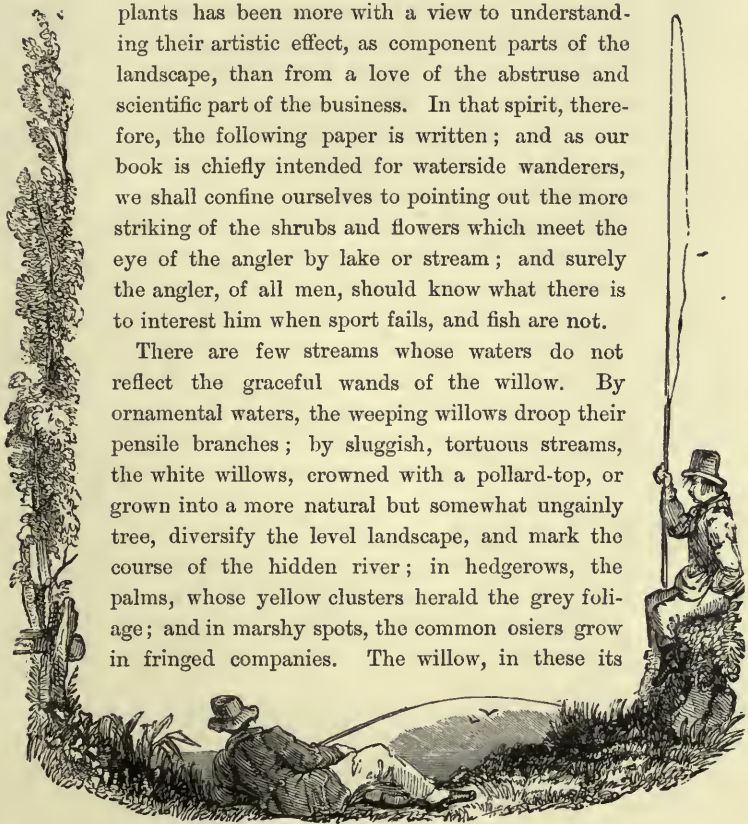 plants has been more with a view to understand-
ing their artistic effect, as component parts of the
landscape, than from a love of the abstruse and
scientific part of the business. In that spirit, there-
fore, the following paper is written; and as our
book is chiefly intended for waterside wanderers,
we shall confine ourselves to pointing out the more
striking of the shrubs and flowers which meet the
eye of the angler by lake or stream; and surely
the angler, of all men, should know what there is
to interest him when sport fails, and fish are not.
There are few streams whose waters do not
reflect the graceful wands of the willow. By
ornamental waters, the weeping willows droop their
pensile branches; by sluggish, tortuous streams,
the white willows, crowned with a pollard-top, or
grown into a more natural but somewhat ungainly
tree, diversify the level landscape, and mark the
course of the hidden river; in hedgerows, the
palms, whose yellow clusters herald the grey foli-
age; and in marshy spots, the common osiers grow
in fringed companies. The willow, in these its